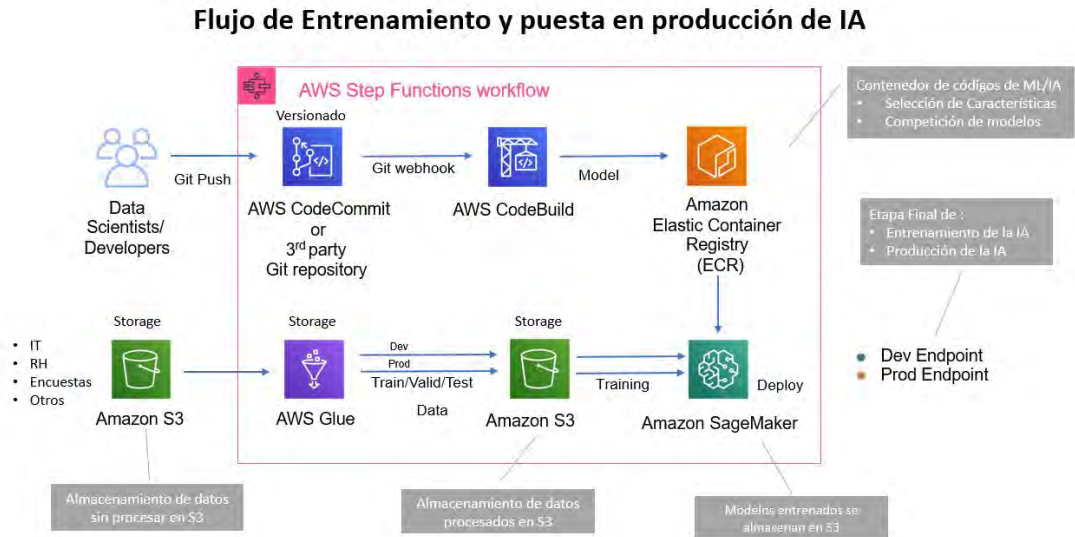 Flujo de Entrenamiento y puesta en producción de IA
AWS Step Functions workflow
Contenedor de códigos de ML/IA
• Selección de Características
• Competición de modelos
Versionado
Git Push
Git webhook
Model
Data
Scientists/
Developers
AWS CodeCommit
or
3rd party
Git repository
AWS CodeBuild
Amazon
Elastic Container
Registry
(ECR)
Etapa Final de :
• Entrenamiento de la IA
• Producción de la IA
• IT
• RH
• Encuestas
• Otros
Storage
Amazon S3
Storage
AWS Glue
Dev
Prod
Train/Valid/Test
Data
Storage
Amazon S3
Training
Deploy
Amazon SageMaker
Dev Endpoint
Prod Endpoint
Almacenamiento de datos
sin procesar en S3
Almacenamiento de datos
procesados en S3
Modelos entrenados se
almacenan en S3